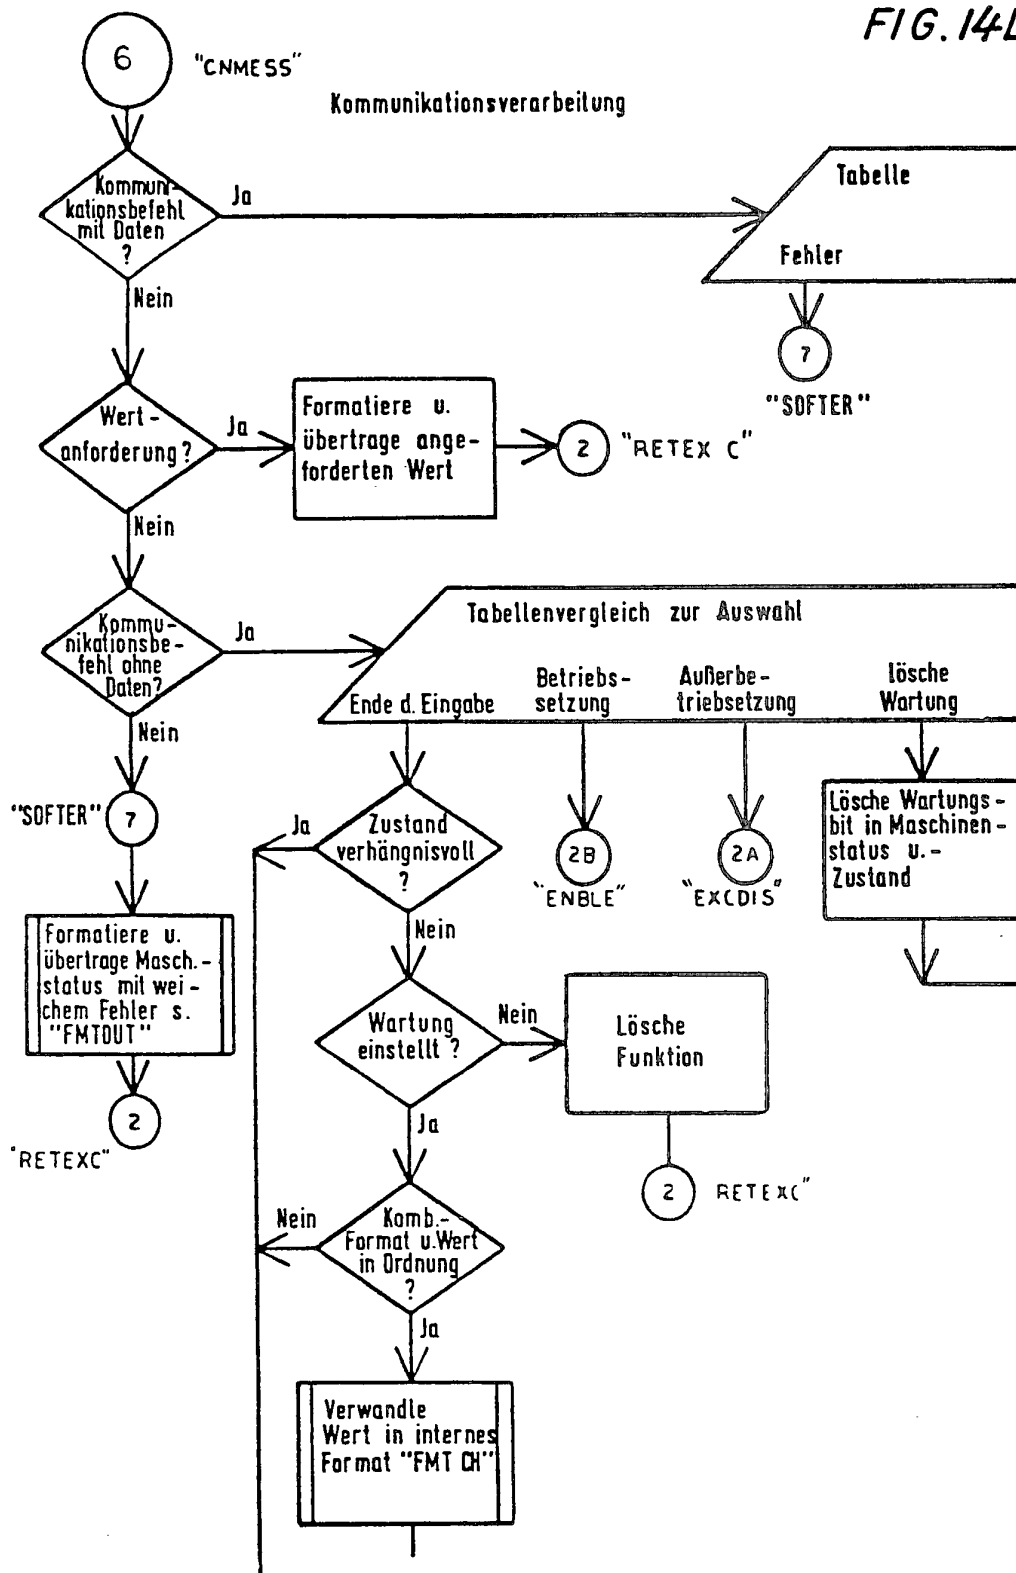 FIG. 14
6
"CNMESS"
Kommunikationsverarbeitung
Kommuni-
kationsbefehl
mit Daten
?
Ja
Tabelle
Fehler
Nein
7
"SOFTER"
Wert-
anforderung?
Ja
Formatiere u.
übertrage ange-
forderten Wert
2
"RETEX C"
Nein
Kommu-
nikationsbe-
fehl ohne
Daten?
Ja
Tabellenvergleich zur Auswahl
Ende d. Eingabe
Betriebs-
setzung
Außerbe-
triebsetzung
lösche
Wartung
Nein
"SOFTER"
7
Ja
Zustand
verhängnisvoll
?
2B
"ENBLE"
2A
"EXCDIS"
Lösche Wartungs-
bit in Maschinen-
status u.-
Zustand
Formatiere u.
übertrage Masch.-
status mit wei-
chem Fehler s.
"FMTOUT"
Nein
Wartung
einstellt ?
Nein
Lösche
Funktion
2
"RETEXC"
Ja
2
RETEXC"
Nein
Komb.-
Format u.Wert
in Ordnung
?
Ja
Verwandle
Wert in internes
Format "FMT CH"